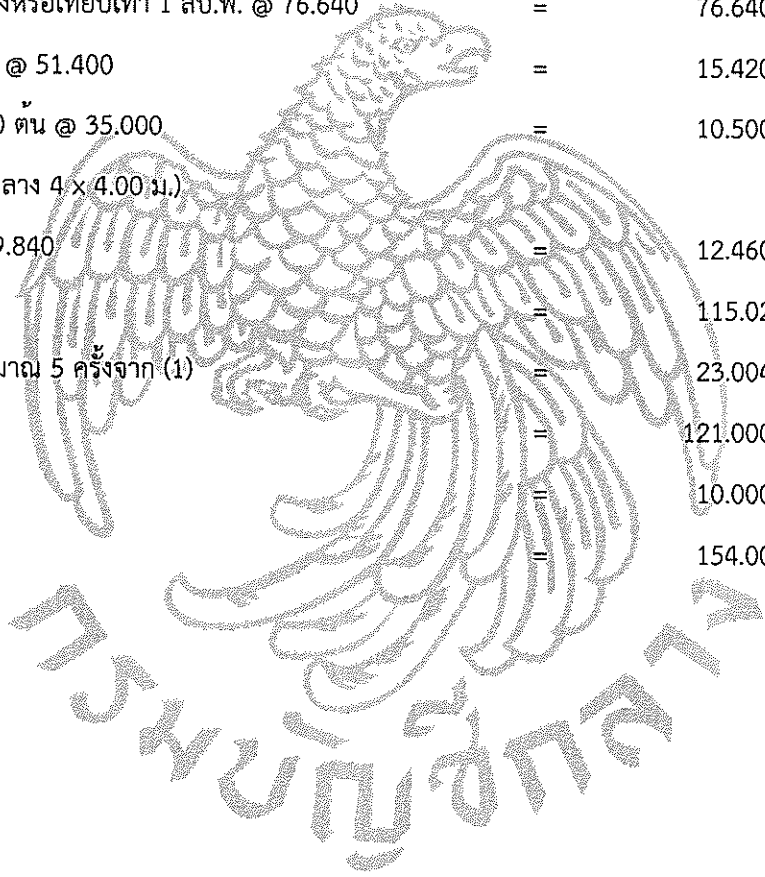 งหรือเทียบเท่า 1 ลบ.ฟ. @ 76.640 = 76.640
@ 51.400 = 15.420
0 ต้น @ 35.000 = 10.500
ลาง 4 × 4.00 ม.)
9.840 = 12.460
= 115.02
มาณ 5 ครั้งจาก (1) = 23.004
= 121.000
= 10.000
= 154.00
กรมบัญชีกลาง